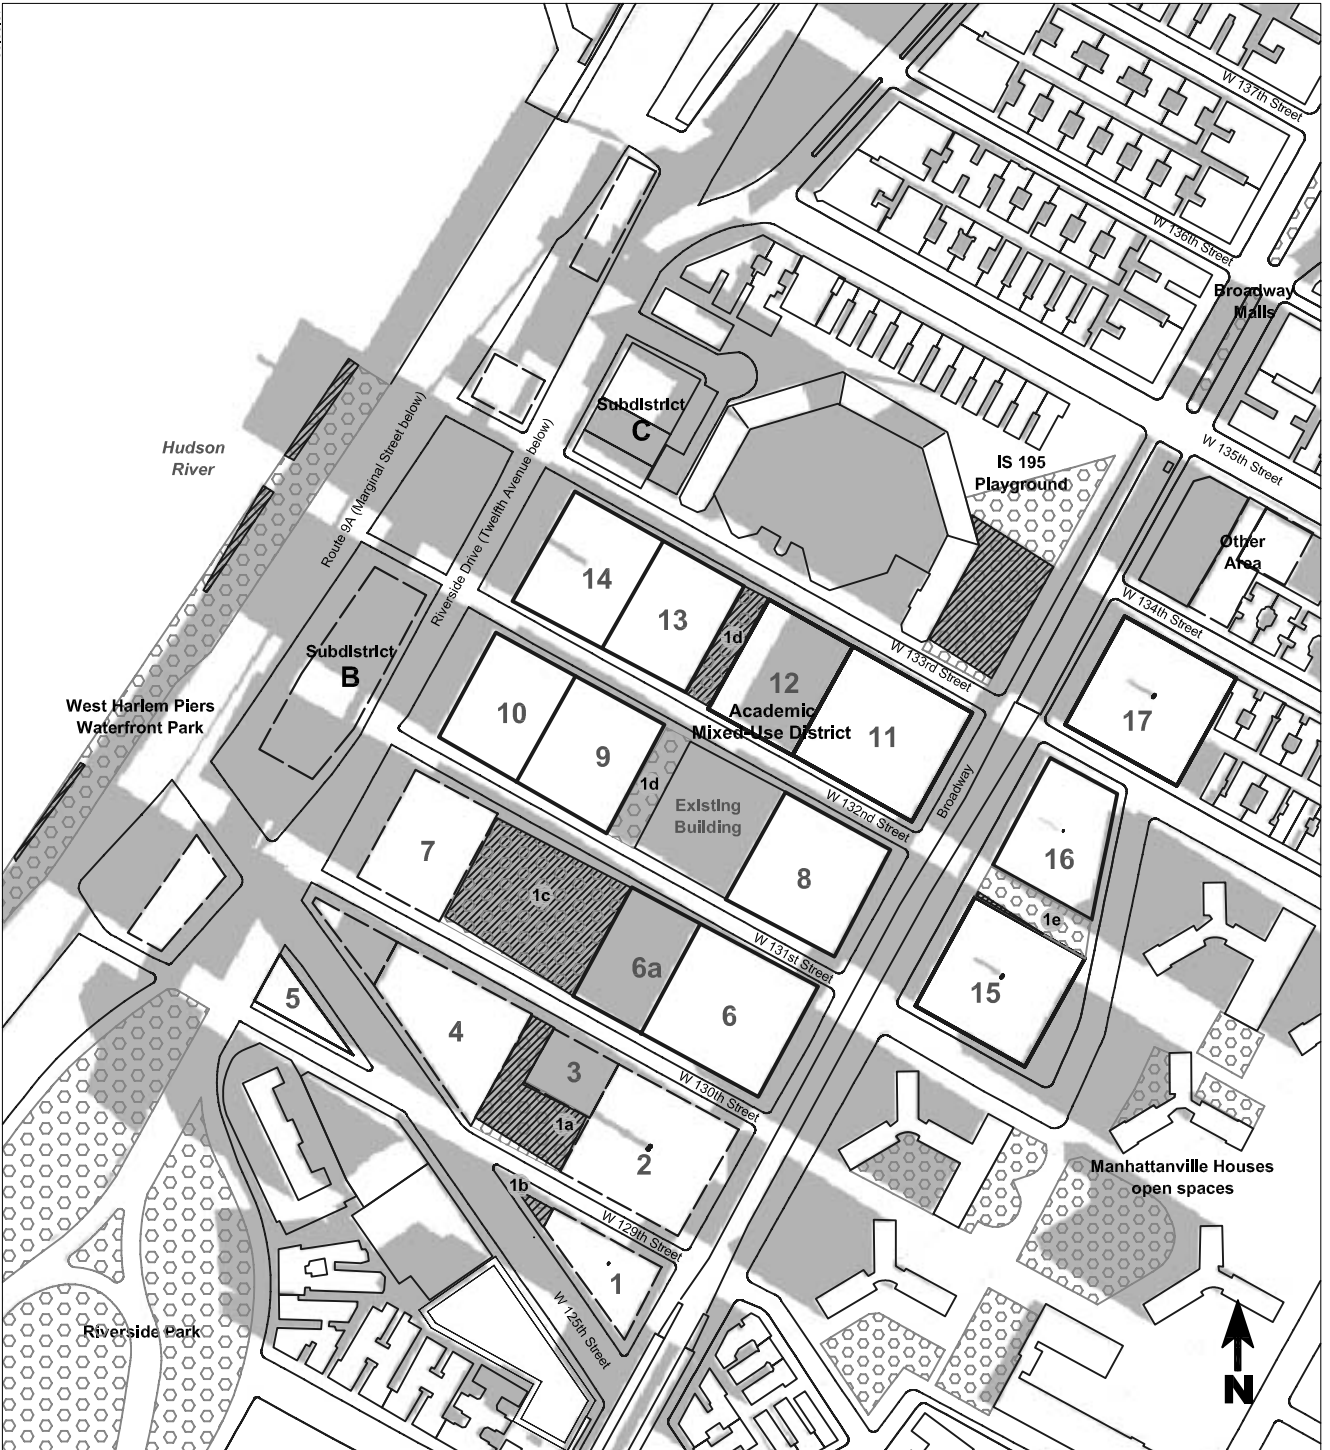 W 137th Street
W 136th Street
Broadway
Malls
Subdistrict
C
Hudson
River
Route 9A (Marginal Street below)
Riverside Drive (Twelfth Avenue below)
IS 195
Playground
W 135th Street
Other
Area
14
13
1d
12
W 133rd Street
W 134th Street
Subdistrict
B
West Harlem Piers
Waterfront Park
10
9
Academic
Mixed-Use District
11
17
1d
Existing
Building
W 132nd Street
Broadway
7
1c
8
16
1e
W 131st Street
5
4
6a
6
15
3
W 130th Street
1a
2
Manhattanville Houses
open spaces
1b
W 129th Street
1
W 125th Street
Riverside Park
N